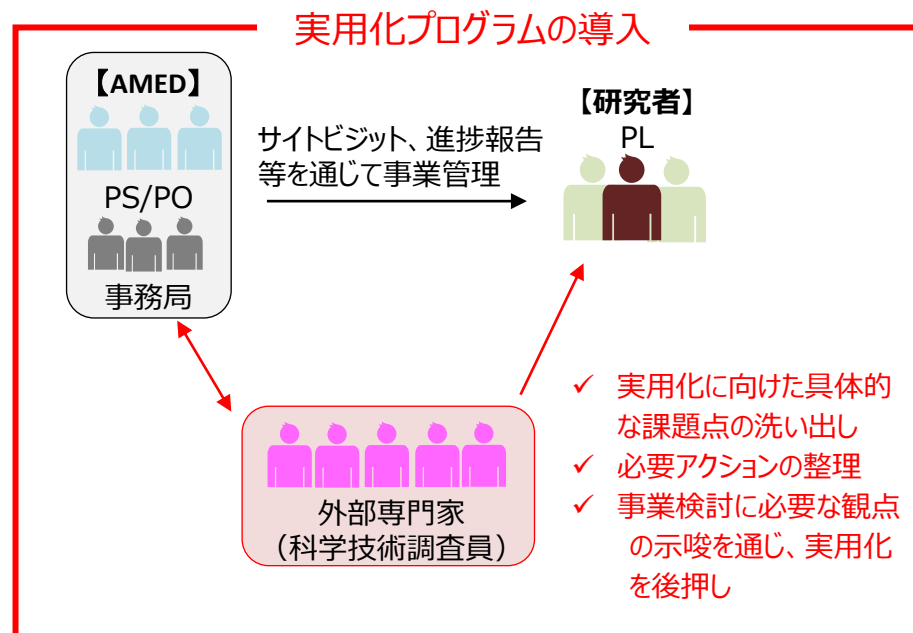 実用化プログラムの導入
【AMED】
PS/PO
事務局
サイトビジット、進捗報告
等を通じて事業管理
【研究者】
PL
外部専門家
（科学技術調査員）
✓ 実用化に向けた具体的
な課題点の洗い出し
✓ 必要アクションの整理
✓ 事業検討に必要な観点
の示唆を通じ、実用化
を後押し